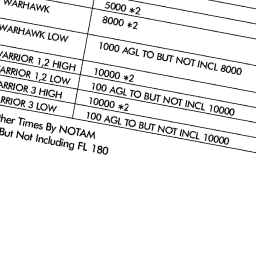 5000 *2
WARHAWK 8000 *2
WARHAWK LOW 1000 AGL TO BUT NOT INCL 8000
WARRIOR 1,2 HIGH 10000 *2
WARRIOR 1,2 LOW 100 AGL TO BUT NOT INCL 10000
WARRIOR 3 HIGH 10000 *2
WARRIOR 3 LOW 100 AGL TO BUT NOT INCL 10000
Other Times By NOTAM
But Not Including FL 180